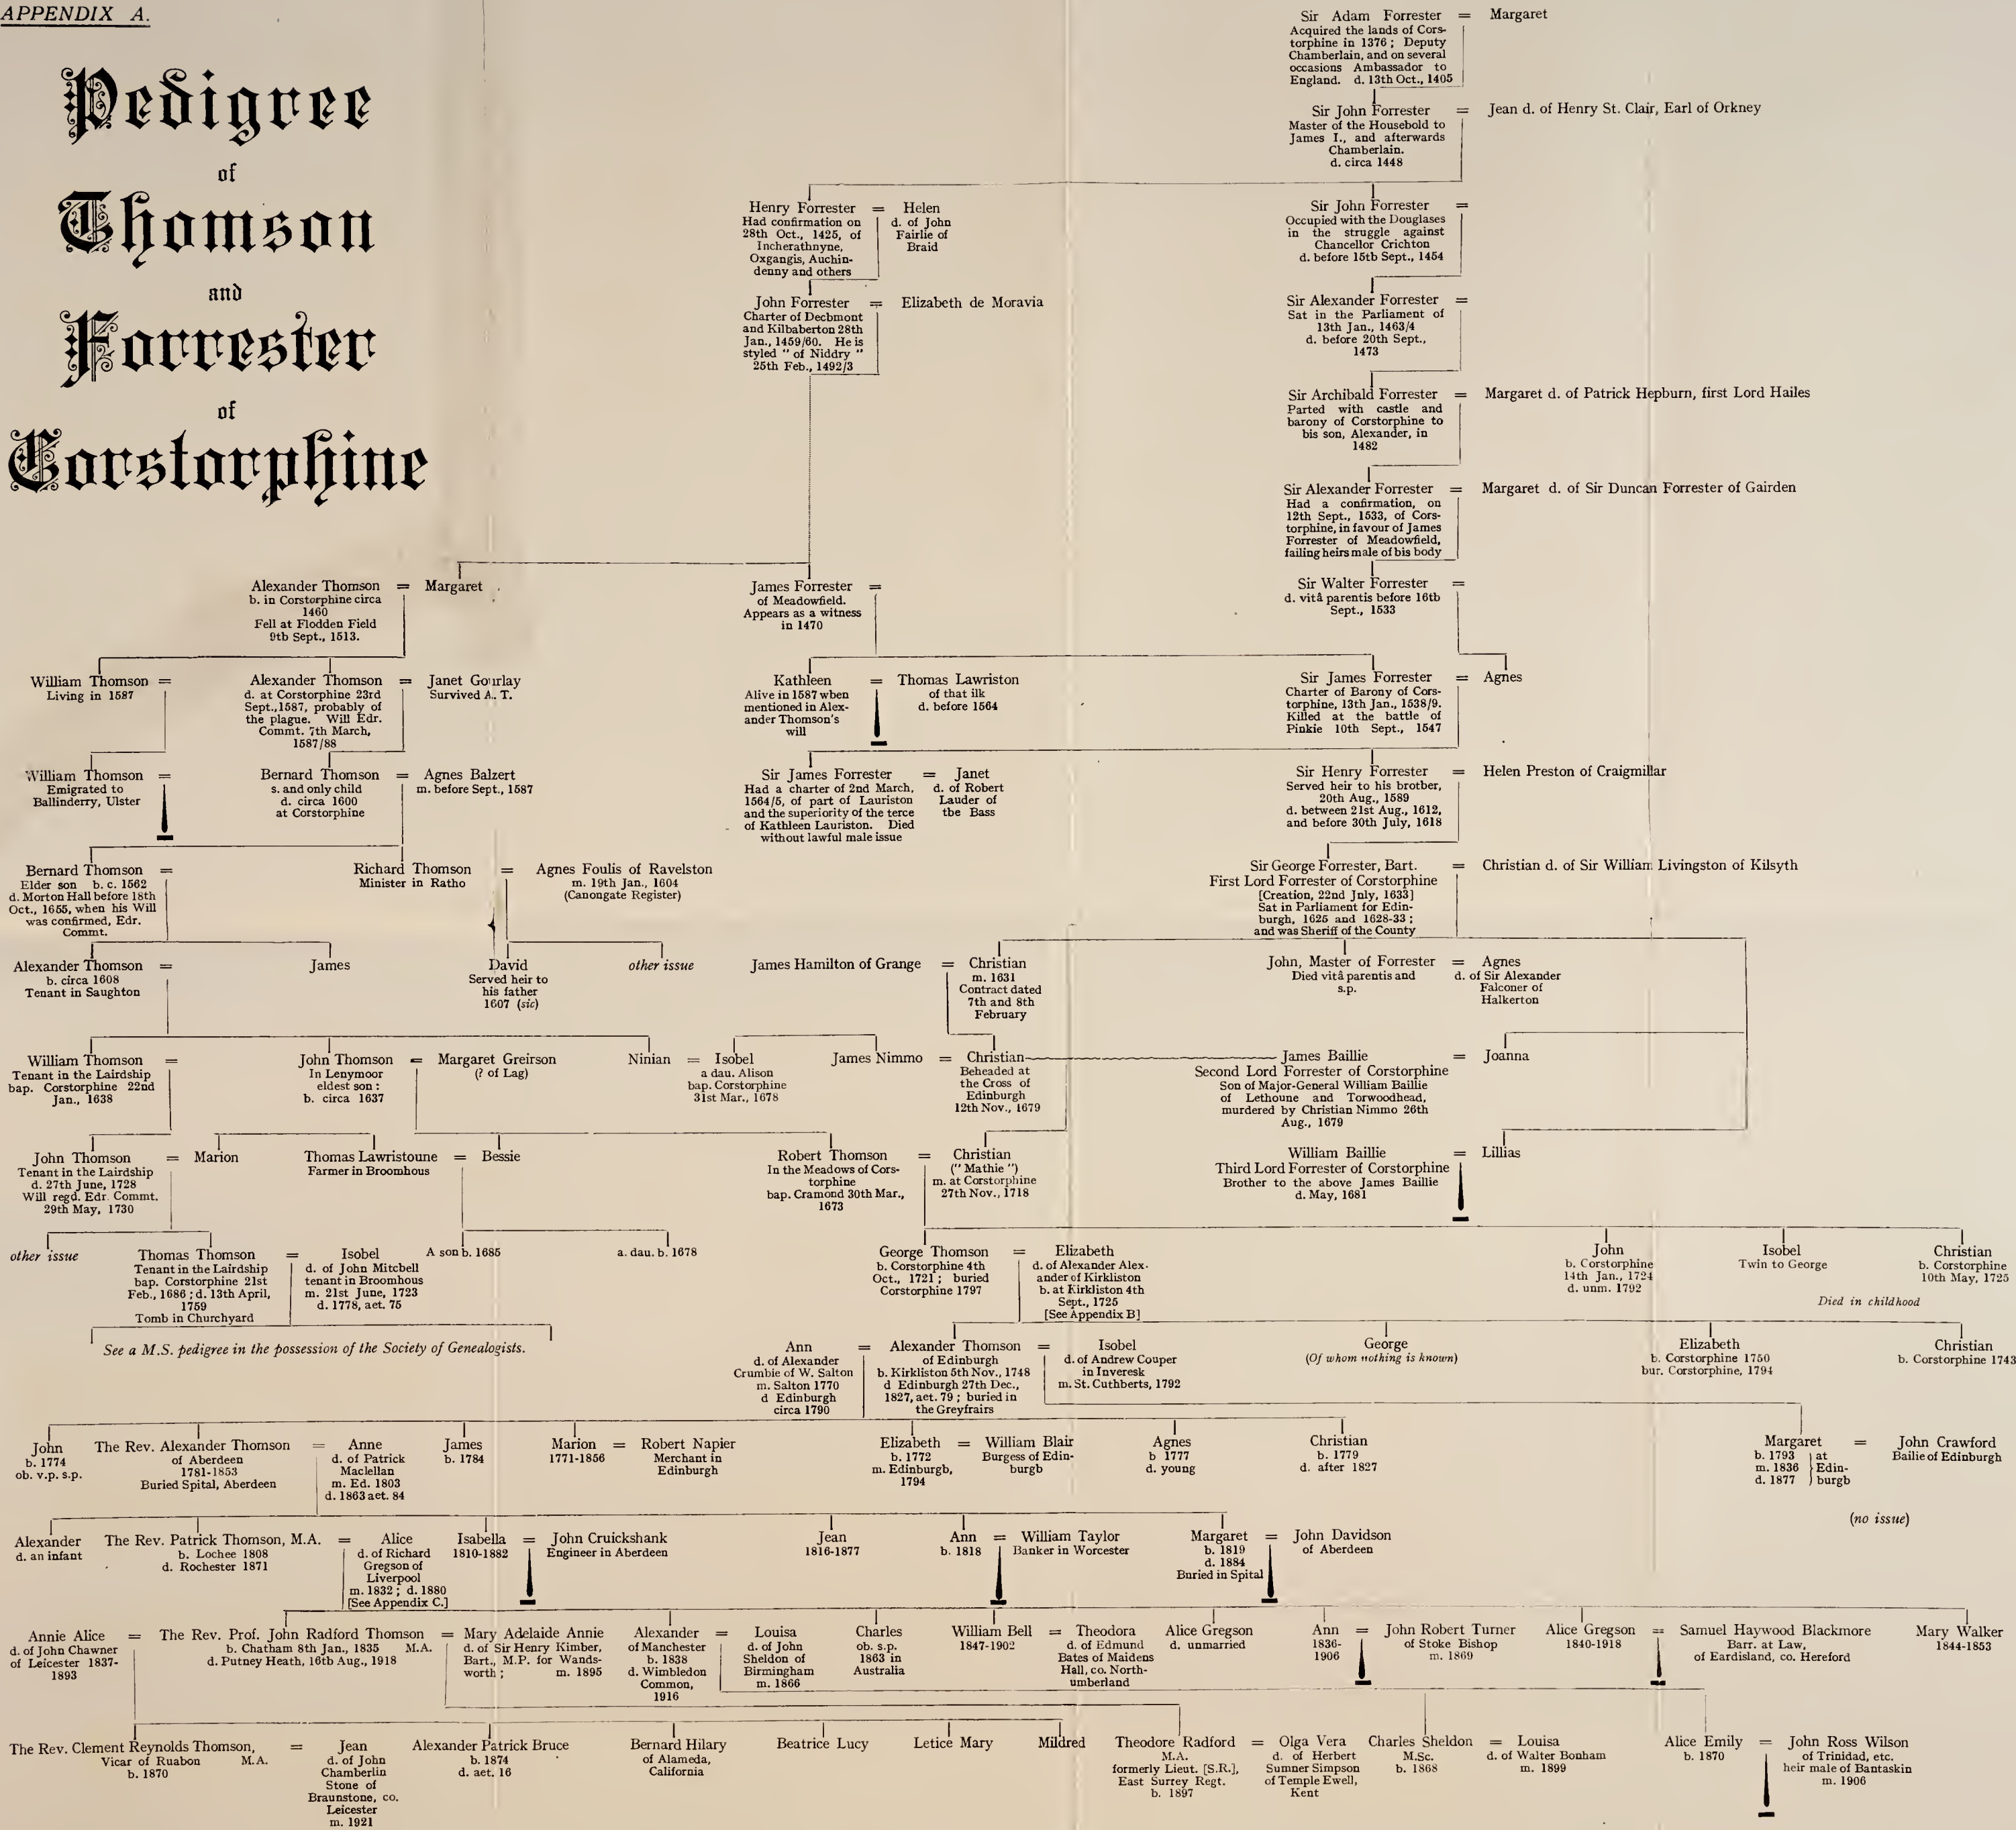 APPENDIX A.
Pedigree
of
Thomson
and
Forrester
of
Corstorphine
Sir Adam Forrester = Margaret
Acquired the lands of Cors-
torphine in 1376 ; Deputy
Chamberlain, and on several
occasions Ambassador to
England. d. 13th Oct., 1405
Sir John Forrester = Jean d. of Henry St. Clair, Earl of Orkney
Master of the Household to
James I., and afterwards
Chamberlain.
d. circa 1448
Henry Forrester =
Had confirmation on
28th Oct., 1425, of
Incherathnyne,
Oxgangis, Auchin-
denny and others
Helen
d. of John
Fairlie of
Braid
Sir John Forrester =
Occupied with the Douglases
in the struggle against
Chancellor Crichton
d. before 15tb Sept., 1454
John Forrester = Elizabeth de Moravia
Charter of Decbmont
and Kilbaberton 28th
Jan., 1459/60. He is
styled " of Niddry "
25th Feb., 1492/3
Sir Alexander Forrester =
Sat in the Parliament of
13th Jan., 1463/4
d. before 20th Sept.,
1473
Sir Archibald Forrester = Margaret d. of Patrick Hepburn, first Lord Hailes
Parted with castle and
barony of Corstorphine to
bis son, Alexander, in
1482
Sir Alexander Forrester = Margaret d. of Sir Duncan Forrester of Gairden
Had a confirmation, on
12th Sept., 1533, of Cors-
torphine, in favour of James
Forrester of Meadowfield,
failing heirs male of bis body
Alexander Thomson = Margaret
b. in Corstorphine circa
1460
Fell at Flodden Field
9tb Sept., 1513.
James Forrester =
of Meadowfield.
Appears as a witness
in 1470
Sir Walter Forrester =
d. vitâ parentis before 16tb
Sept., 1533
William Thomson =
Living in 1587
Alexander Thomson =
d. at Corstorphine 23rd
Sept.,1587, probably of
the plague. Will Edr.
Commt. 7th March,
1587/88
Janet Gourlay
Survived A. T.
Kathleen =
Alive in 1587 wben
mentioned in Alex-
ander Thomson's
will
Thomas Lawriston
of that ilk
d. before 1564
Sir James Forrester = Agnes
Charter of Barony of Cors-
torphine, 13th Jan., 1538/9.
Killed at the battle of
Pinkie 10th Sept., 1547
William Thomson =
Emigrated to
Ballinderry, Ulster
Bernard Thomson =
s. and only child
d. circa 1600
at Corstorphine
Agnes Balzert
m. before Sept., 1587
Sir James Forrester =
Had a charter of 2nd March,
1564/5, of part of Lauriston
and the superiority of the terce
of Kathleen Lauriston. Died
without lawful male issue
Janet
d. of Robert
Lauder of
tbe Bass
Sir Henry Forrester = Helen Preston of Craigmillar
Served heir to his brotber,
20th Aug., 1589
d. between 21st Aug., 1612,
and before 30th July, 1618
Bernard Thomson =
Elder son b. c. 1562
d. Morton Hall before 18th
Oct., 1655, when his Will
was confirmed, Edr.
Commt.
Richard Thomson =
Minister in Ratho
Agnes Foulis of Ravelston
m. 19th Jan., 1604
(Canongate Register)
Sir George Forrester, Bart. = Christian d. of Sir William Livingston of Kilsyth
First Lord Forrester of Corstorphine
[Creation, 22nd Jnly, 1633]
Sat in Parliament for Edin-
burgh, 1625 and 1628-33 ;
and was Sheriff of the County
Alexander Thomson =
b. circa 1608
Tenant in Saughton
James
David
Served heir to
his father
1607 (sic)
other issue
James Hamilton of Grange = Christian
m. 1631
Contract dated
7th and 8th
February
John, Master of Forrester =
Died vitâ parentis and
s.p.
Agnes
d. of Sir Alexander
Falconer of
Halkerton
William Thomson =
Tenant in the Lairdship
bap. Corstorphine 22nd
Jan., 1638
John Thomson =
In Lenymoor
eldest son :
b. circa 1637
Margaret Greirson
(? of Lag)
Ninian = Isobel
a dau. Alison
bap. Corstorphine
31st Mar., 1678
James Nimmo = Christian
Beheaded at
the Cross of
Edinburgh
12th Nov., 1679
James Baillie = Joanna
Second Lord Forrester of Corstorphine
Son of Major-General William Baillie
of Lethoune and Torwoodhead,
murdered by Christian Nimmo 26th
Aug., 1679
John Thomson = Marion
Tenant in the Lairdship
d. 27th June, 1728
Will regd. Edr. Commt.
29th May, 1730
Thomas Lawristoune = Bessie
Farmer in Broomhous
Robert Thomson =
In the Meadows of Cors-
torphine
bap. Cramond 30th Mar.,
1673
Christian
(" Mathie ")
m. at Corstorphine
27th Nov., 1718
William Baillie = Lillias
Third Lord Forrester of Corstorphine
Brother to the above James Baillie
d. May, 1681
other issue
Thomas Thomson =
Tenant in the Lairdship
bap. Corstorphine 21st
Feb., 1686 ; d. 13th April,
1759
Tomb in Churchyard
Isobel
d. of John Mitcbell
tenant in Broomhous
m. 21st June, 1723
d. 1778, aet. 75
A son b. 1685
a. dau. b. 1678
George Thomson =
b. Corstorphine 4th
Oct., 1721 ; buried
Corstorphine 1797
Elizabeth
d. of Alexander Alex-
ander of Kirkliston
b. at Kirkliston 4th
Sept., 1725
[See Appendix B]
John
b. Corstorphine
14th Jan., 1724
d. unm. 1792
Isobel
Twin to George
Christian
b. Corstorphine
10th May, 1725
Died in childhood
See a M.S. pedigree in the possession of the Society of Genealogists.
Ann =
d. of Alexander
Crumbie of W. Salton
m. Salton 1770
d Edinburgh
circa 1790
Alexander Thomson =
of Edinburgh
b. Kirkliston 5th Nov., 1748
d Edinburgh 27th Dec.,
1827, aet. 79 ; buried in
the Greyfrairs
Isobel
d. of Andrew Couper
in Inveresk
m. St. Cuthberts, 1792
George
(Of whom nothing is known)
Elizabeth
b. Corstorphine 1750
bur. Corstorphine, 1794
Christian
b. Corstorphine 1743
John
b. 1774
ob. v.p. s.p.
The Rev. Alexander Thomson =
of Aberdeen
1781-1853
Buried Spital, Aberdeen
Anne
d. of Patrick
Maclellan
m. Ed. 1803
d. 1863 aet. 84
James
b. 1784
Marion =
1771-1856
Robert Napier
Merchant in
Edinburgh
Elizabeth =
b. 1772
m. Edinburgb,
1794
William Blair
Burgess of Edin-
burgb
Agnes
b 1777
d. young
Christian
b. 1779
d. after 1827
Margaret =
b. 1793 } at
m. 1836 } Edin-
d. 1877 } burgb
John Crawford
Bailie of Edinburgh
(no issue)
Alexander
d. an infant
The Rev. Patrick Thomson, M.A. =
b. Lochee 1808
d. Rochester 1871
Alice
d. of Richard
Gregson of
Liverpool
m. 1832 ; d. 1880
[See Appendix C.]
Isabella =
1810-1882
John Cruickshank
Engineer in Aberdeen
Jean
1816-1877
Ann =
b. 1818
William Taylor
Banker in Worcester
Margaret =
b. 1819
d. 1884
Bnried in Spital
John Davidson
of Aberdeen
Annie Alice =
d. of John Chawner
of Leicester 1837-
1893
The Rev. Prof. John Radford Thomson =
b. Chatham 8th Jan., 1835 M.A.
d. Putney Heath, 16th Aug., 1918
Mary Adelaide Annie
d. of Sir Henry Kimber,
Bart., M.P. for Wands-
worth ; m. 1895
Alexander =
of Manchester
b. 1838
d. Wimbledon
Common,
1916
Louisa
d. of John
Sheldon of
Birmingham
m. 1866
Charles
ob. s.p.
1863 in
Australia
William Bell =
1847-1902
Theodora
d. of Edmund
Bates of Maidens
Hall, co. North-
umberland
Alice Gregson
d. unmarried
Ann =
1836-
1906
John Robert Turner
of Stoke Bishop
m. 1869
Alice Gregson =
1840-1918
Samuel Haywood Blackmore
Barr. at Law,
of Eardisland, co. Hereford
Mary Walker
1844-1853
The Rev. Clement Reynolds Thomson, =
Vicar of Ruabon M.A.
b. 1870
Jean
d. of John
Chamberlin
Stone of
Braunstone, co.
Leicester
m. 1921
Alexander Patrick Bruce
b. 1874
d. aet. 16
Bernard Hilary
of Alameda,
California
Beatrice Lucy
Letice Mary
Mildred
Theodore Radford =
M.A.
formerly Lieut. [S.R.],
East Surrey Regt.
b. 1897
Olga Vera
d. of Herbert
Sumner Simpson
of Temple Ewell,
Kent
Charles Sheldon =
M.Sc.
b. 1868
Louisa
d. of Walter Bonham
m. 1899
Alice Emily =
b. 1870
John Ross Wilson
of Trinidad, etc.
heir male of Bantaskin
m. 1906